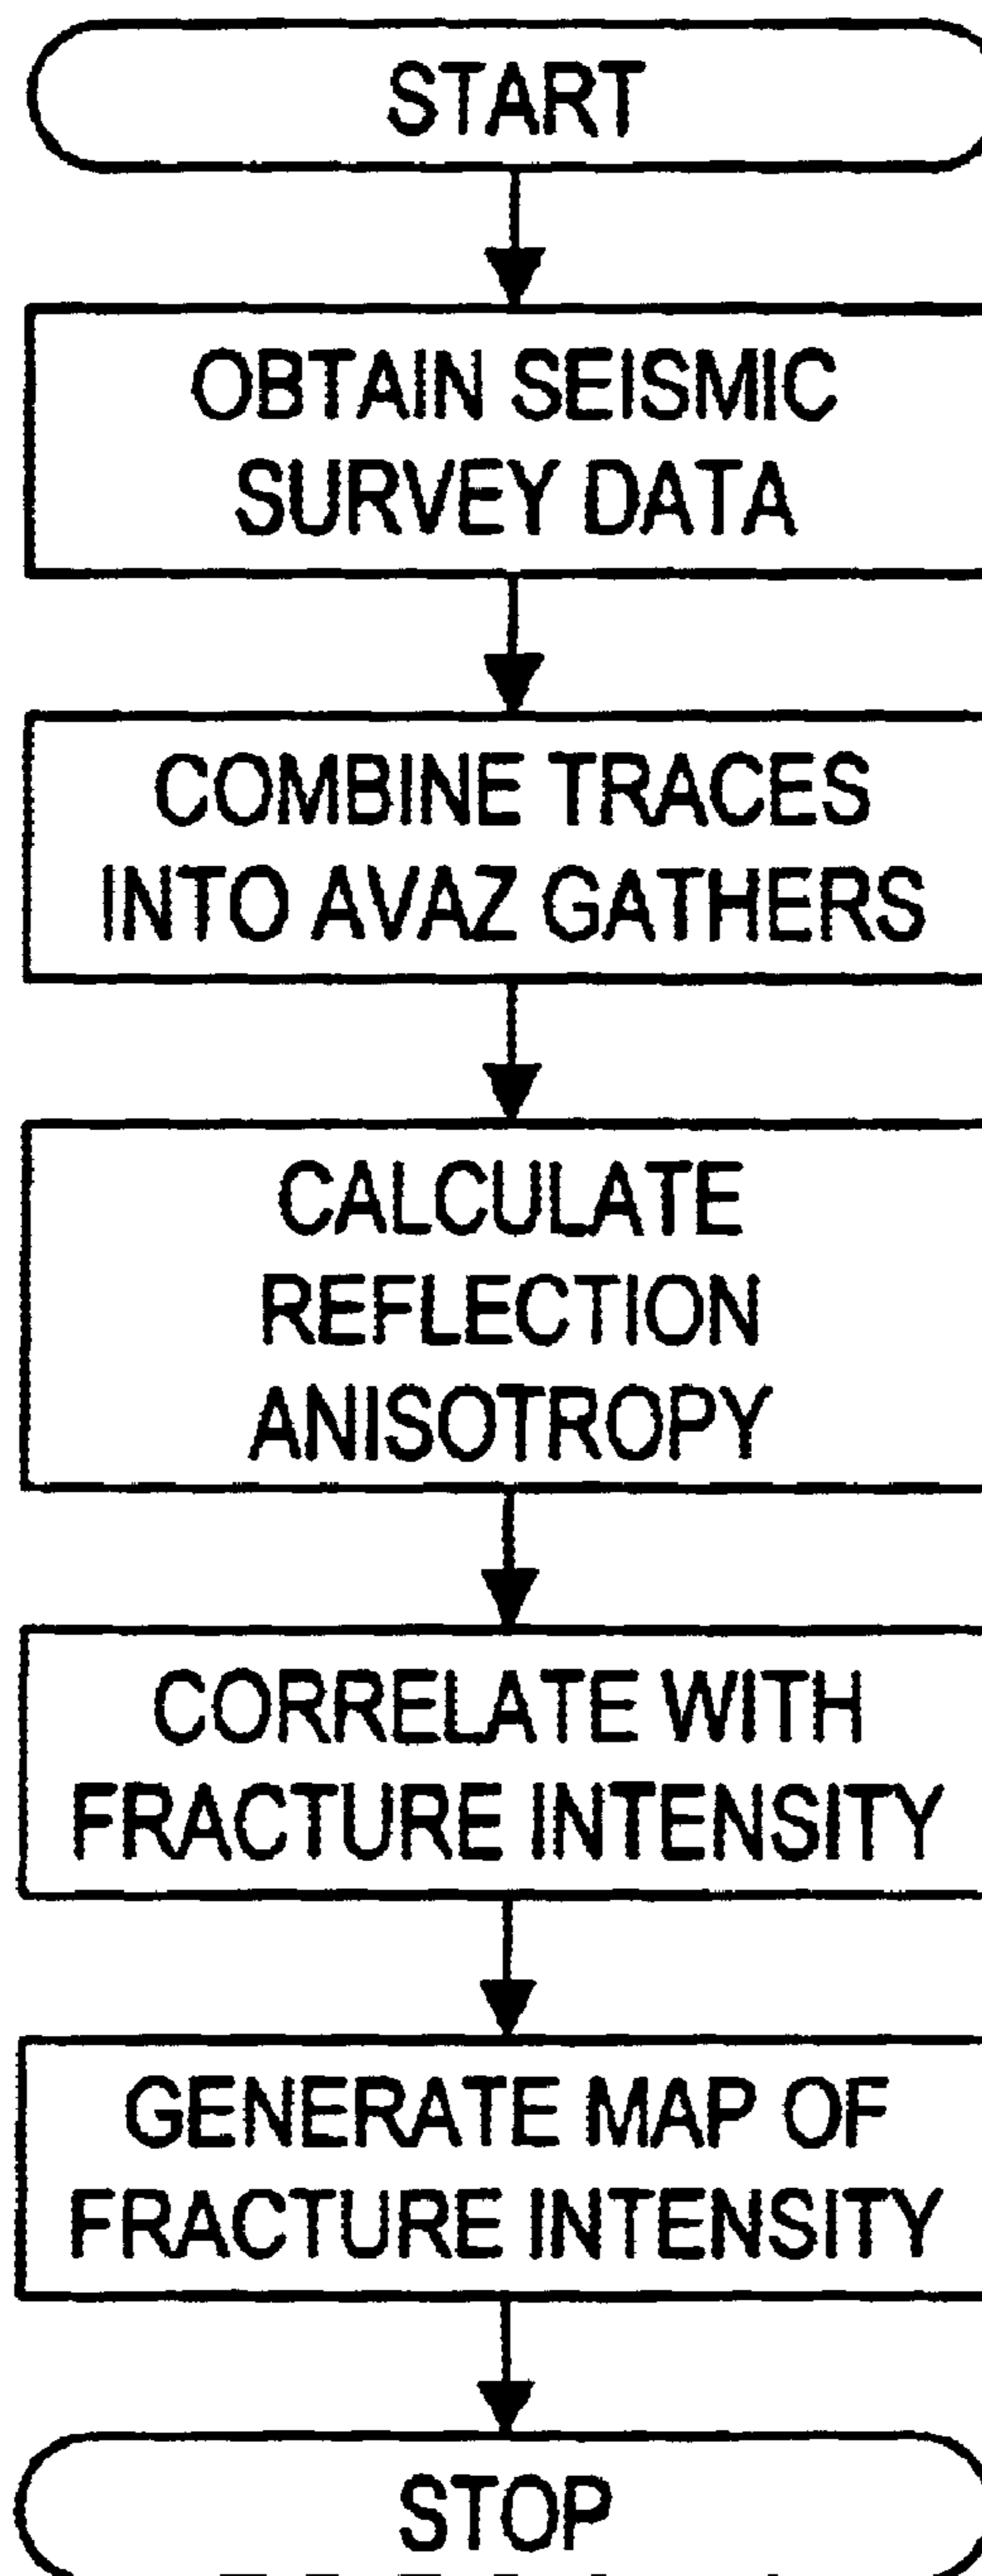 START
OBTAIN SEISMIC
SURVEY DATA
COMBINE TRACES
INTO AVAZ GATHERS
CALCULATE
REFLECTION
ANISOTROPY
CORRELATE WITH
FRACTURE INTENSITY
GENERATE MAP OF
FRACTURE INTENSITY
STOP